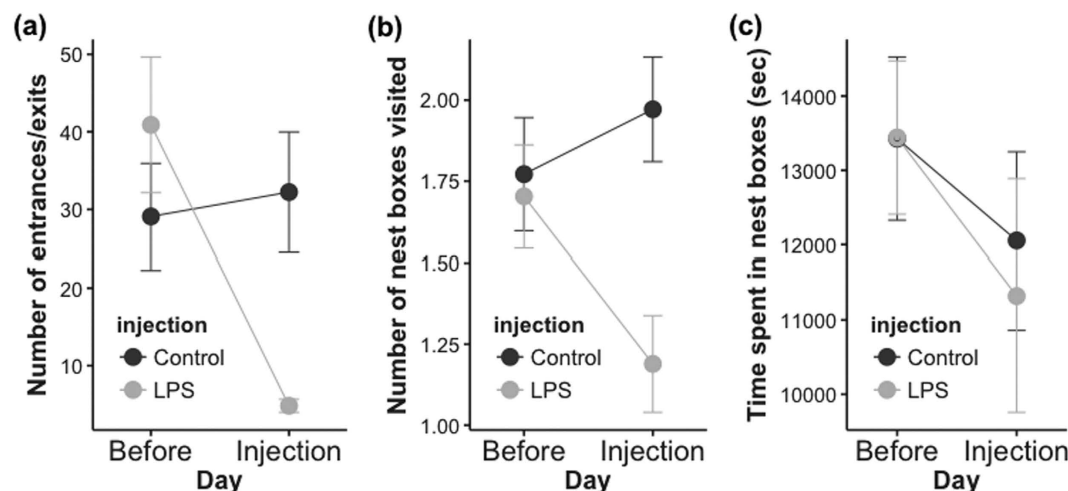 (a)
Number of entrances/exits
50
40
30
20
10
injection
Control
LPS
Before Injection
Day
(b)
Number of nest boxes visited
2.00
1.75
1.50
1.25
1.00
injection
Control
LPS
Before Injection
Day
(c)
Time spent in nest boxes (sec)
14000
13000
12000
11000
10000
injection
Control
LPS
Before Injection
Day